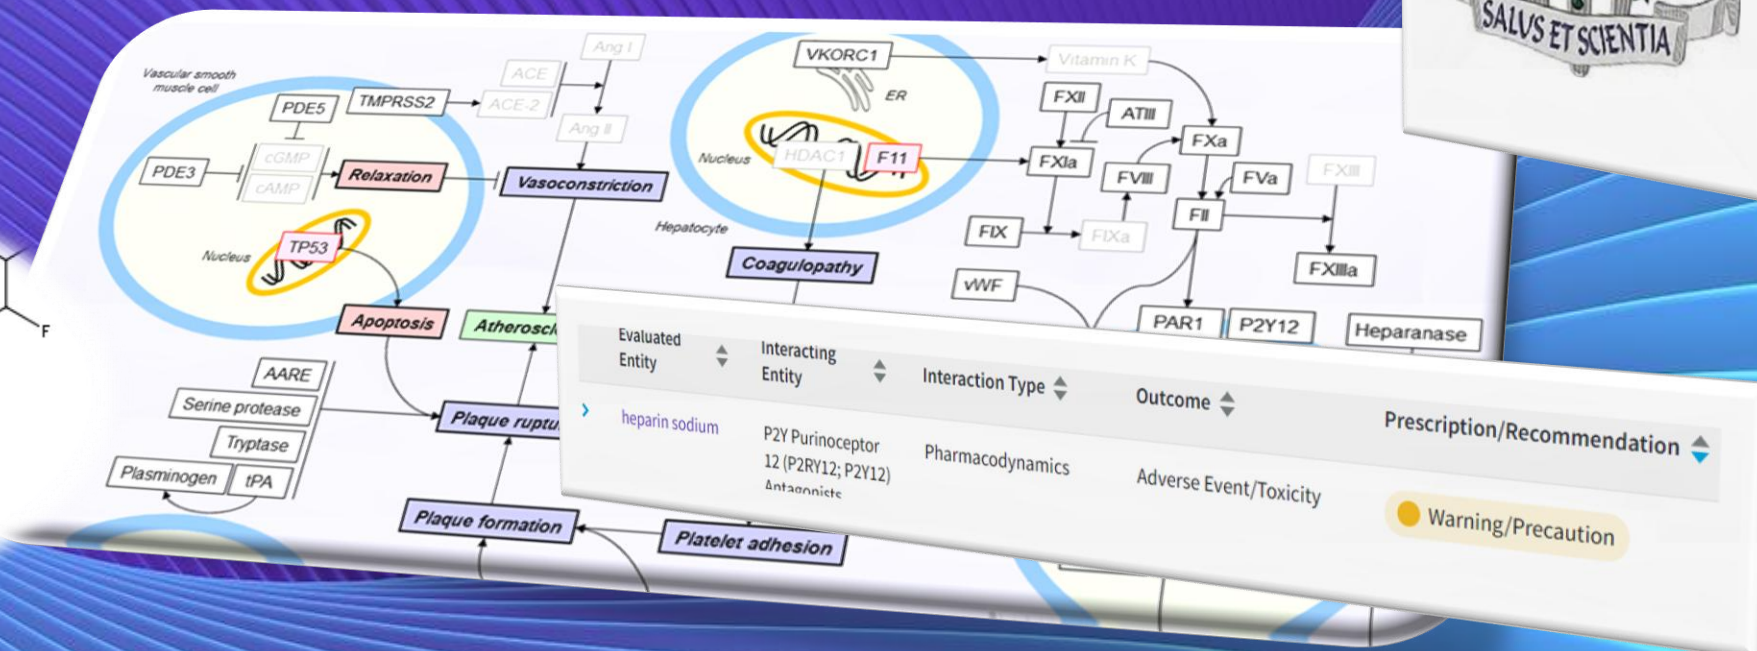 SALUS ET SCIENTIA
Vascular smooth
muscle cell
PDE5
TMPRSS2
ACE
ACE-2
Ang I
Ang II
PDE3
cGMP
cAMP
Relaxation
Vasoconstriction
Nucleus
TP53
Apoptosis
VKORC1
ER
Nucleus
HDAC1
F11
Hepatocyte
Coagulopathy
Vitamin K
FXII
ATIII
FXIa
FXa
FVIII
FVa
FXIII
FIX
FIXa
FII
FXIIIa
vWF
PAR1
P2Y12
Heparanase
F
AARE
Serine protease
Tryptase
Plasminogen
tPA
Plaque formation
Platelet adhesion
Evaluated
Entity
Interacting
Entity
Interaction Type
Outcome
Prescription/Recommendation
heparin sodium
P2Y Purinoceptor
12 (P2RY12; P2Y12)
Antagonists
Pharmacodynamics
Adverse Event/Toxicity
Warning/Precaution